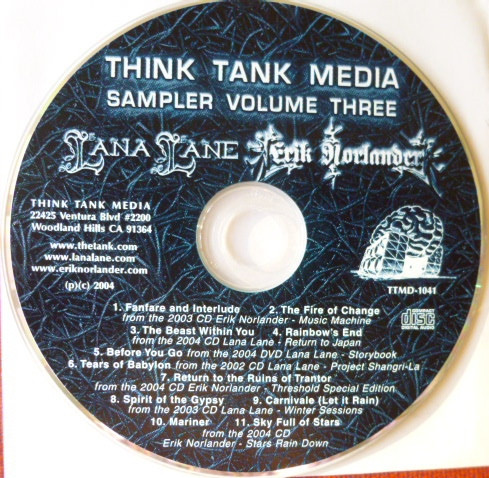 THINK TANK MEDIA
SAMPLER VOLUME THREE
LANA LANE Erik Norlander
THINK TANK MEDIA
22425 Ventura Blvd #2200
Woodland Hills CA 91364
www.thetank.com
www.lanalane.com
www.eriknorlander.com
(p)(c) 2004
TTMD-1041
COMPACT
disc
DIGITAL AUDIO
1. Fanfare and Interlude 2. The Fire of Change
from the 2003 CD Erik Norlander - Music Machine
3. The Beast Within You 4. Rainbow's End
from the 2004 CD Lana Lane - Return to Japan
5. Before You Go from the 2004 DVD Lana Lane - Storybook
6. Tears of Babylon from the 2002 CD Lana Lane - Project Shangri-La
7. Return to the Ruins of Trantor
from the 2004 CD Erik Norlander - Threshold Special Edition
8. Spirit of the Gypsy 9. Carnivale (Let it Rain)
from the 2003 CD Lana Lane - Winter Sessions
10. Mariner 11. Sky Full of Stars
from the 2004 CD
Erik Norlander - Stars Rain Down